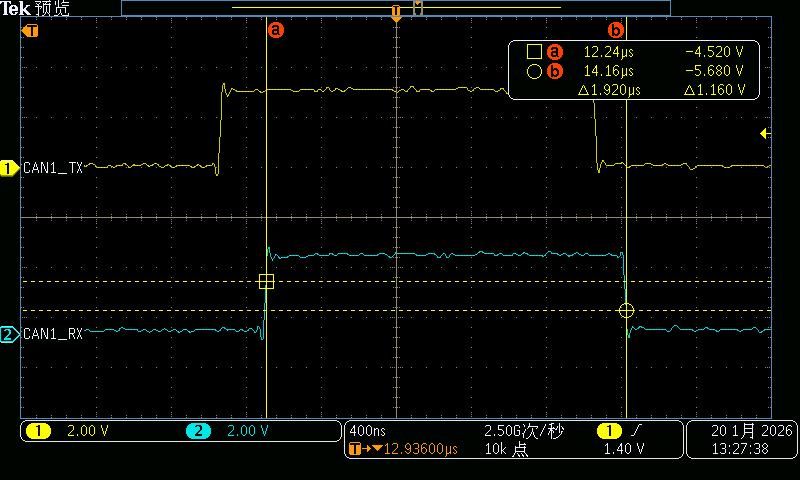 Tek 预览
T
T
a
b
a 12.24µs −4.520 V
b 14.16µs −5.680 V
△1.920µs △1.160 V
1 CAN1_TX
2 CAN1_RX
1 2.00 V 2 2.00 V
400ns 2.50G次/秒 1
T→▼12.93600µs 10k 点 1.40 V
20 1月 2026
13:27:38